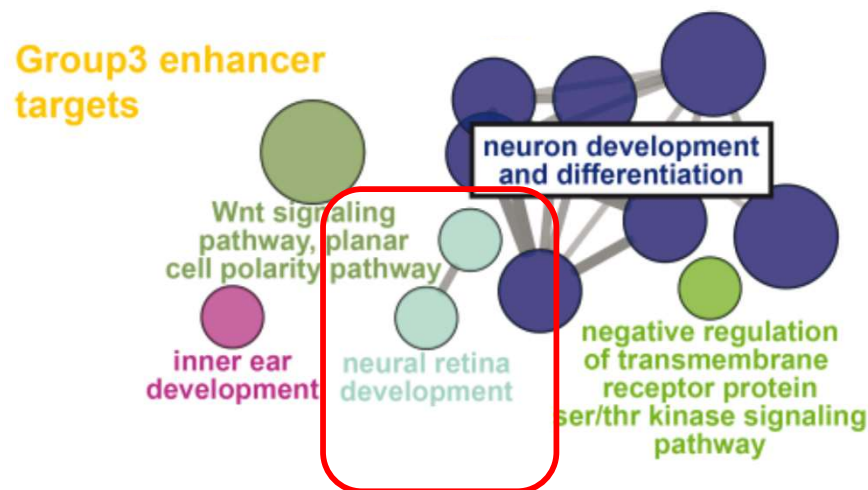 Group3 enhancer
targets
neuron development
and differentiation
Wnt signaling
pathway, planar
cell polarity pathway
inner ear
development
neural retina
development
negative regulation
of transmembrane
receptor protein
ser/thr kinase signaling
pathway